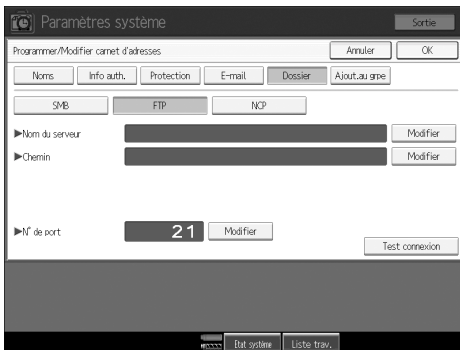 Paramètres système
Sortie
Programmer/Modifier carnet d'adresses
Annuler
OK
Noms
Info auth.
Protection
E-mail
Dossier
Ajout.au grpe
SMB
FTP
NCP
►Nom du serveur
Modifier
►Chemin
Modifier
►N° de port
21
Modifier
Test connexion
Etat système
Liste trav.